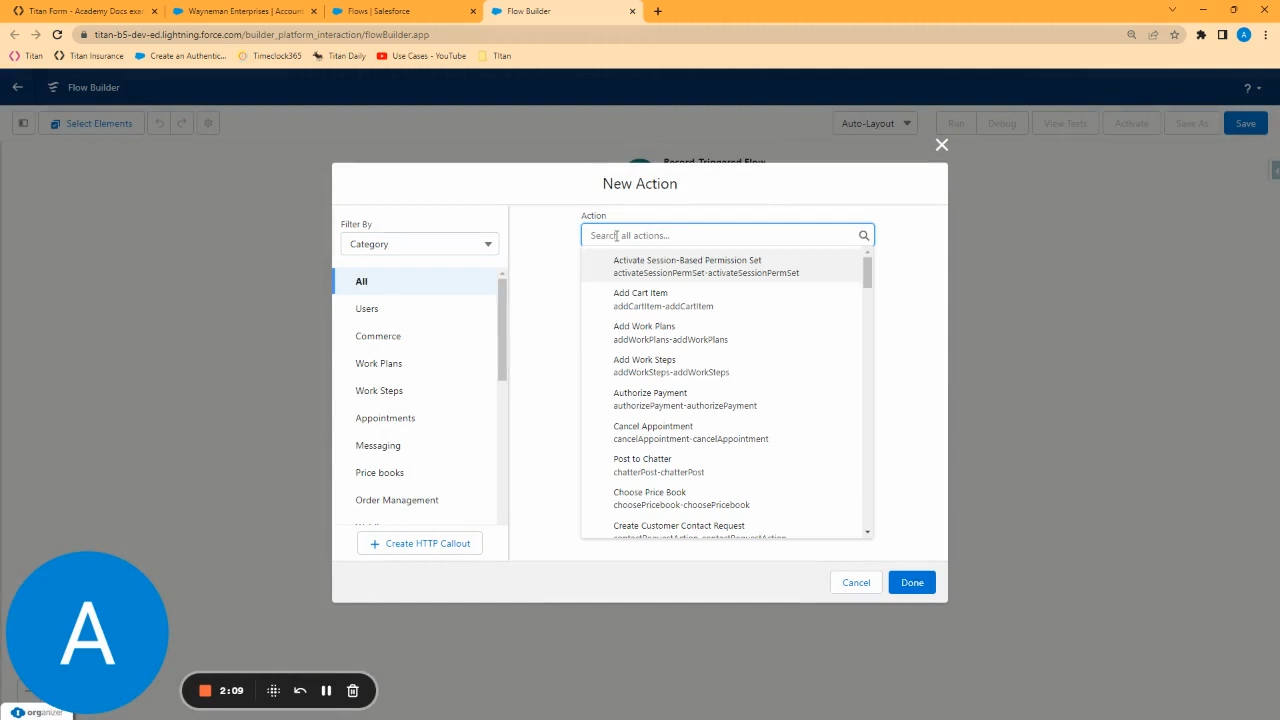 Titan Form - Academy Docs exa
Wayneman Enterprises | Account
Flows | Salesforce
Flow Builder
titan-b5-dev-ed.lightning.force.com/builder_platform_interaction/flowBuilder.app
A
Titan
Titan Insurance
Create an Authentic...
Timeclock365
Titan Daily
Use Cases - YouTube
TItan
Flow Builder
?
Select Elements
Auto-Layout
Run
Debug
View Tests
Activate
Save As
Save
Record-Triggered Flow
New Action
Filter By
Category
All
Users
Commerce
Work Plans
Work Steps
Appointments
Messaging
Price books
Order Management
+ Create HTTP Callout
Action
Search all actions...
Activate Session-Based Permission Set
activateSessionPermSet-activateSessionPermSet
Add Cart Item
addCartItem-addCartItem
Add Work Plans
addWorkPlans-addWorkPlans
Add Work Steps
addWorkSteps-addWorkSteps
Authorize Payment
authorizePayment-authorizePayment
Cancel Appointment
cancelAppointment-cancelAppointment
Post to Chatter
chatterPost-chatterPost
Choose Price Book
choosePricebook-choosePricebook
Create Customer Contact Request
contactRequestAction-contactRequestAction
Cancel
Done
A
2:09
organizer